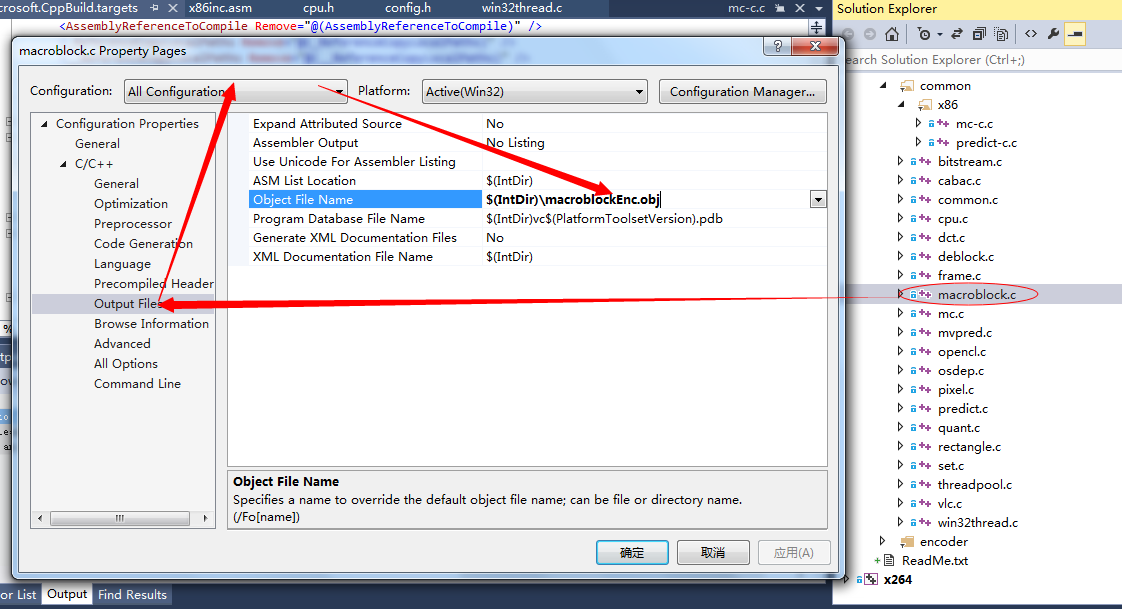 crosoft.CppBuild.targets x86inc.asm cpu.h config.h win32thread.c mc-c.c
<AssemblyReferenceToCompile Remove="@(AssemblyReferenceToCompile)" />
macroblock.c Property Pages
Configuration: All Configuration Platform: Active(Win32) Configuration Manager...
Configuration Properties
General
C/C++
General
Optimization
Preprocessor
Code Generation
Language
Precompiled Header
Output Files
Browse Information
Advanced
All Options
Command Line
Expand Attributed Source No
Assembler Output No Listing
Use Unicode For Assembler Listing
ASM List Location $(IntDir)
Object File Name $(IntDir)\macroblockEnc.obj
Program Database File Name $(IntDir)vc$(PlatformToolsetVersion).pdb
Generate XML Documentation Files No
XML Documentation File Name $(IntDir)
Object File Name
Specifies a name to override the default object file name; can be file or directory name.
(/Fo[name])
确定 取消 应用(A)
or List Output Find Results
Solution Explorer
earch Solution Explorer (Ctrl+;)
common
x86
mc-c.c
predict-c.c
bitstream.c
cabac.c
common.c
cpu.c
dct.c
deblock.c
frame.c
macroblock.c
mc.c
mvpred.c
opencl.c
osdep.c
pixel.c
predict.c
quant.c
rectangle.c
set.c
threadpool.c
vlc.c
win32thread.c
encoder
ReadMe.txt
x264